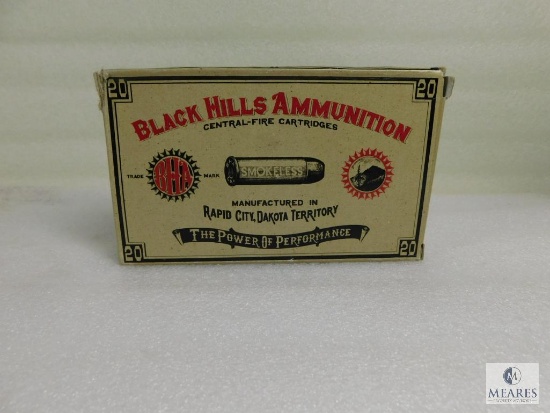 20 20
BLACK HILLS AMMUNITION
CENTRAL-FIRE CARTRIDGES
SMOKELESS
TRADE BHA MARK
MANUFACTURED IN
RAPID CITY, DAKOTA TERRITORY
THE POWER OF PERFORMANCE
20 20
M
MEARES